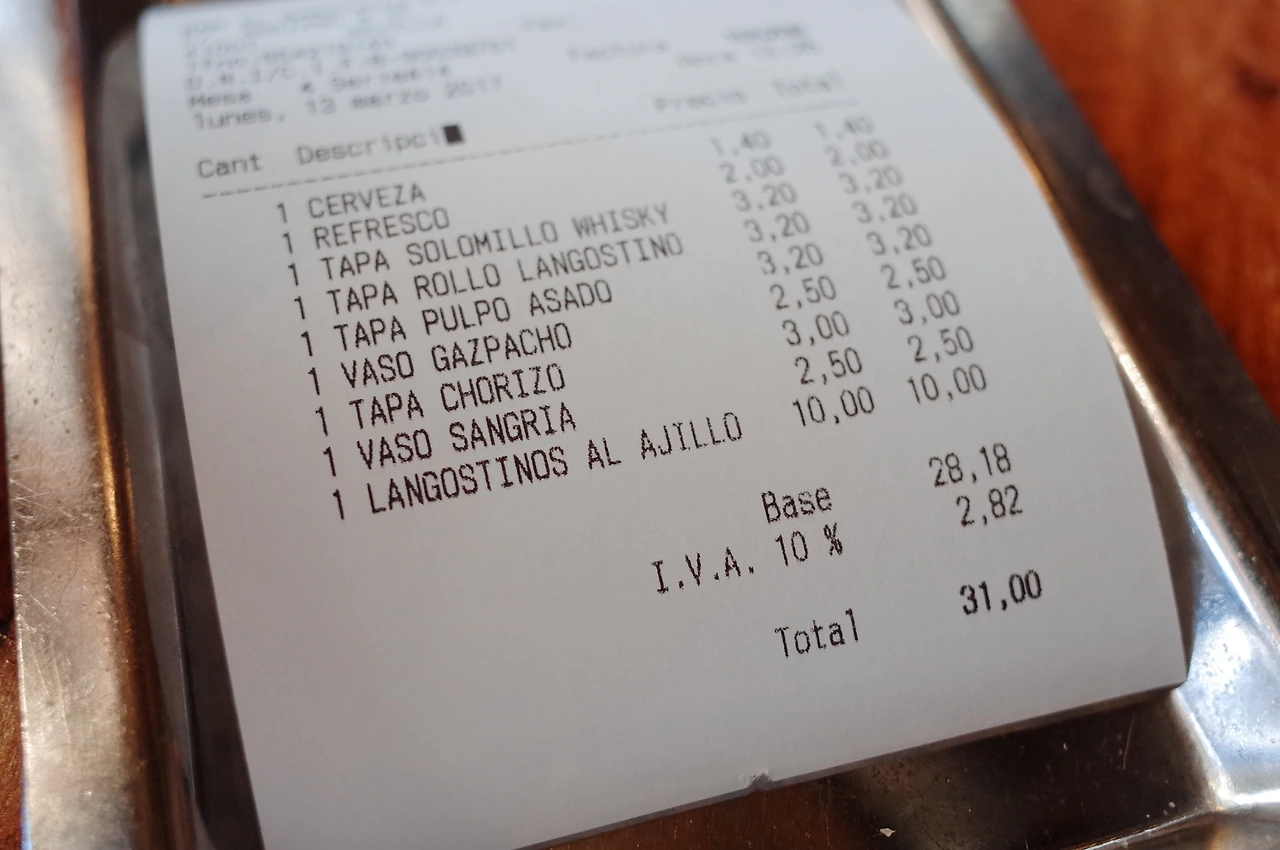 Mesa 4
lunes, 13 marzo 2017
Cant Descripci■ Precio Total
1 CERVEZA 1,40 1,40
1 REFRESCO 2,00 2,00
1 TAPA SOLOMILLO WHISKY 3,20 3,20
1 TAPA ROLLO LANGOSTINO 3,20 3,20
1 TAPA PULPO ASADO 3,20 3,20
1 VASO GAZPACHO 2,50 2,50
1 TAPA CHORIZO 3,00 3,00
1 VASO SANGRIA 2,50 2,50
1 LANGOSTINOS AL AJILLO 10,00 10,00
Base 28,18
I.V.A. 10 % 2,82
Total 31,00